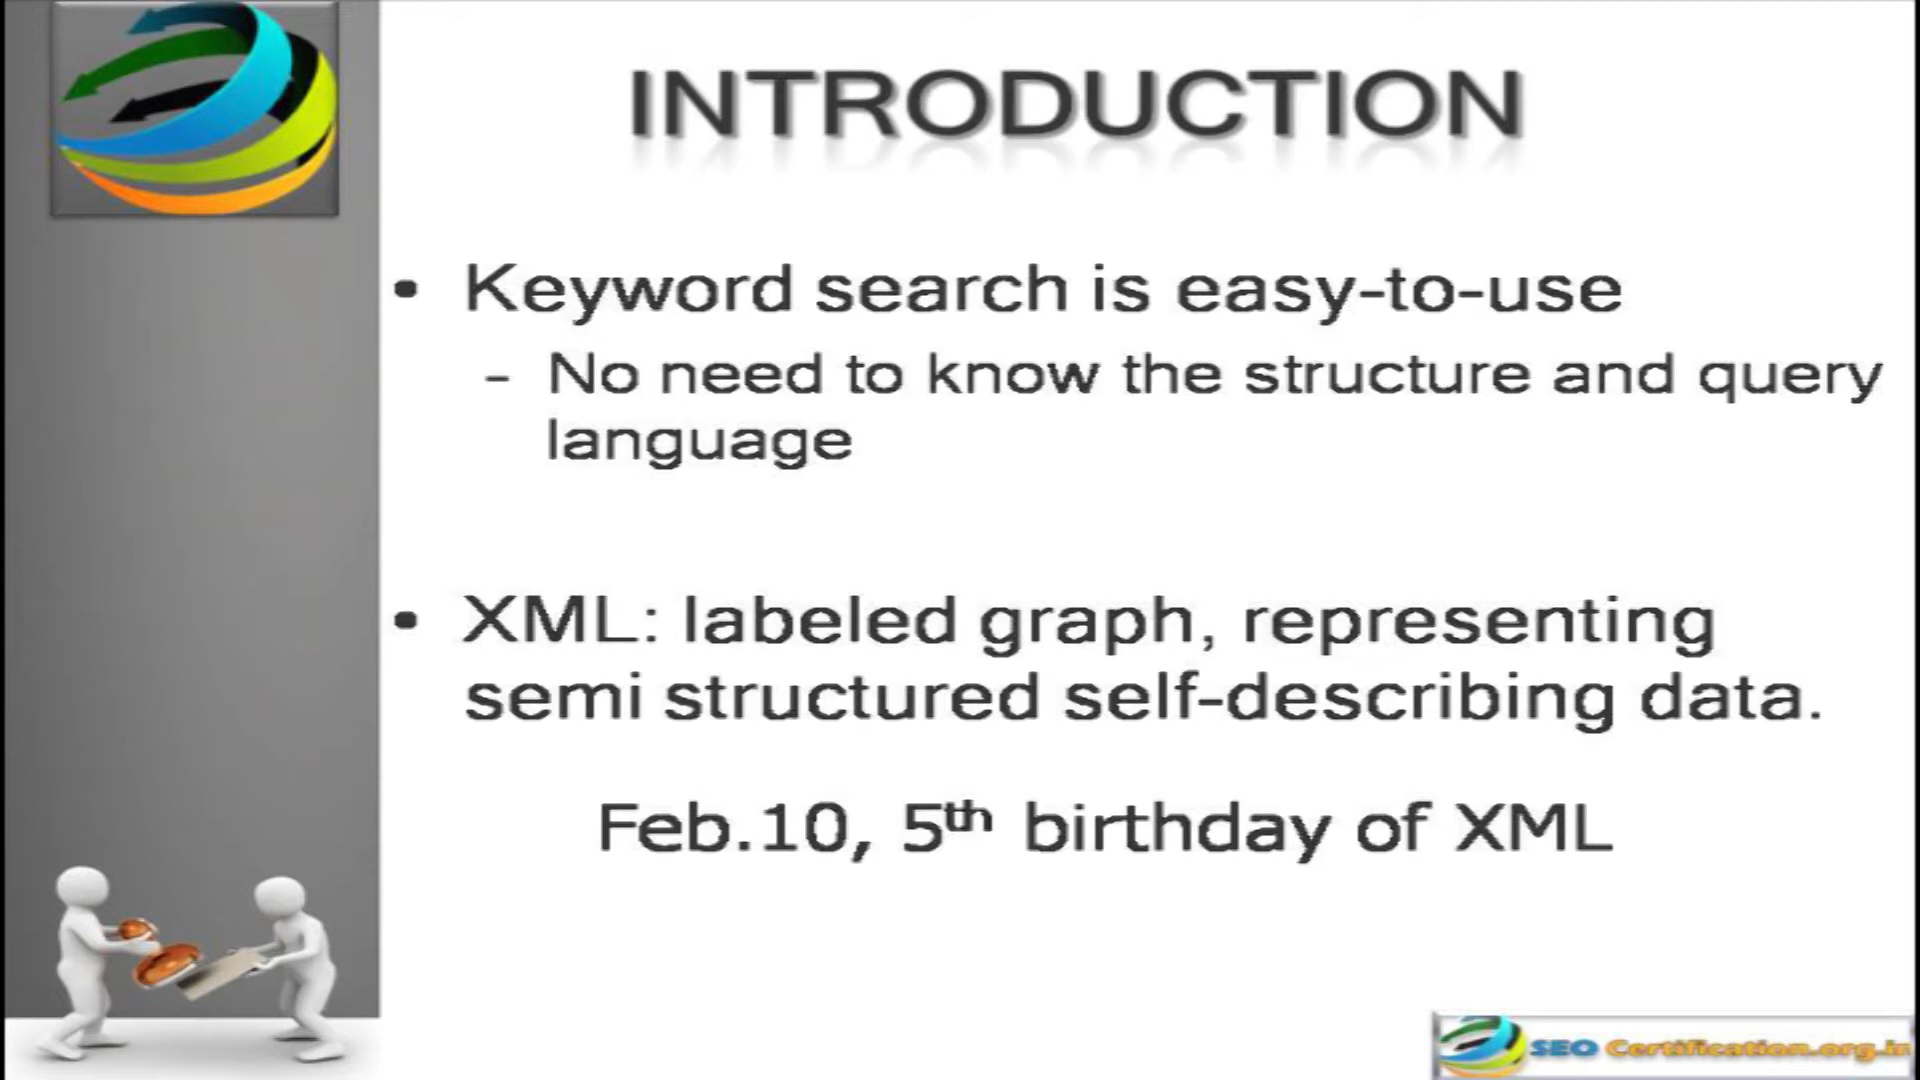 INTRODUCTION
• Keyword search is easy-to-use
- No need to know the structure and query
language
• XML: labeled graph, representing
semi structured self-describing data.
Feb.10, 5th birthday of XML
SEO Certification.org.in